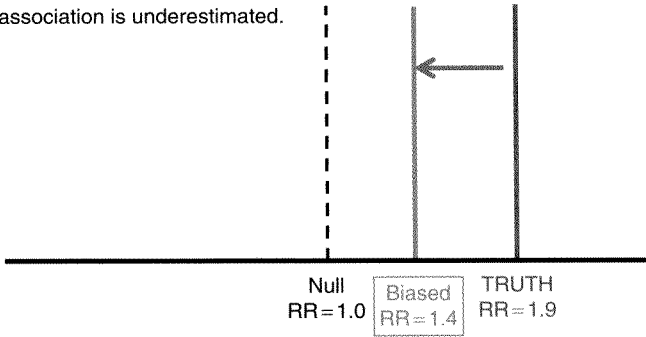 association is underestimated.
Null
RR=1.0
Biased
RR=1.4
TRUTH
RR=1.9